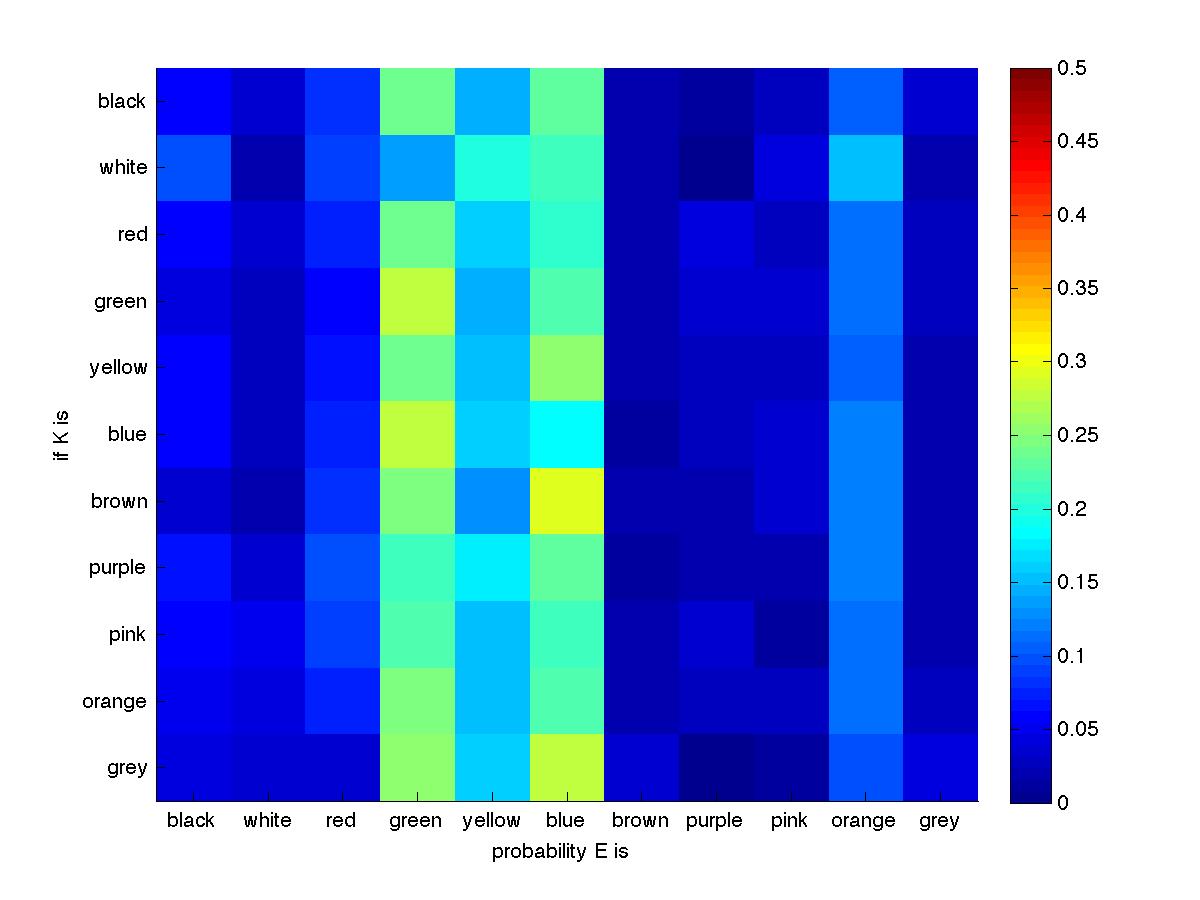 black
white
red
green
yellow
blue
brown
purple
pink
orange
grey
if K is
black white red green yellow blue brown purple pink orange grey
probability E is
0.5
0.45
0.4
0.35
0.3
0.25
0.2
0.15
0.1
0.05
0